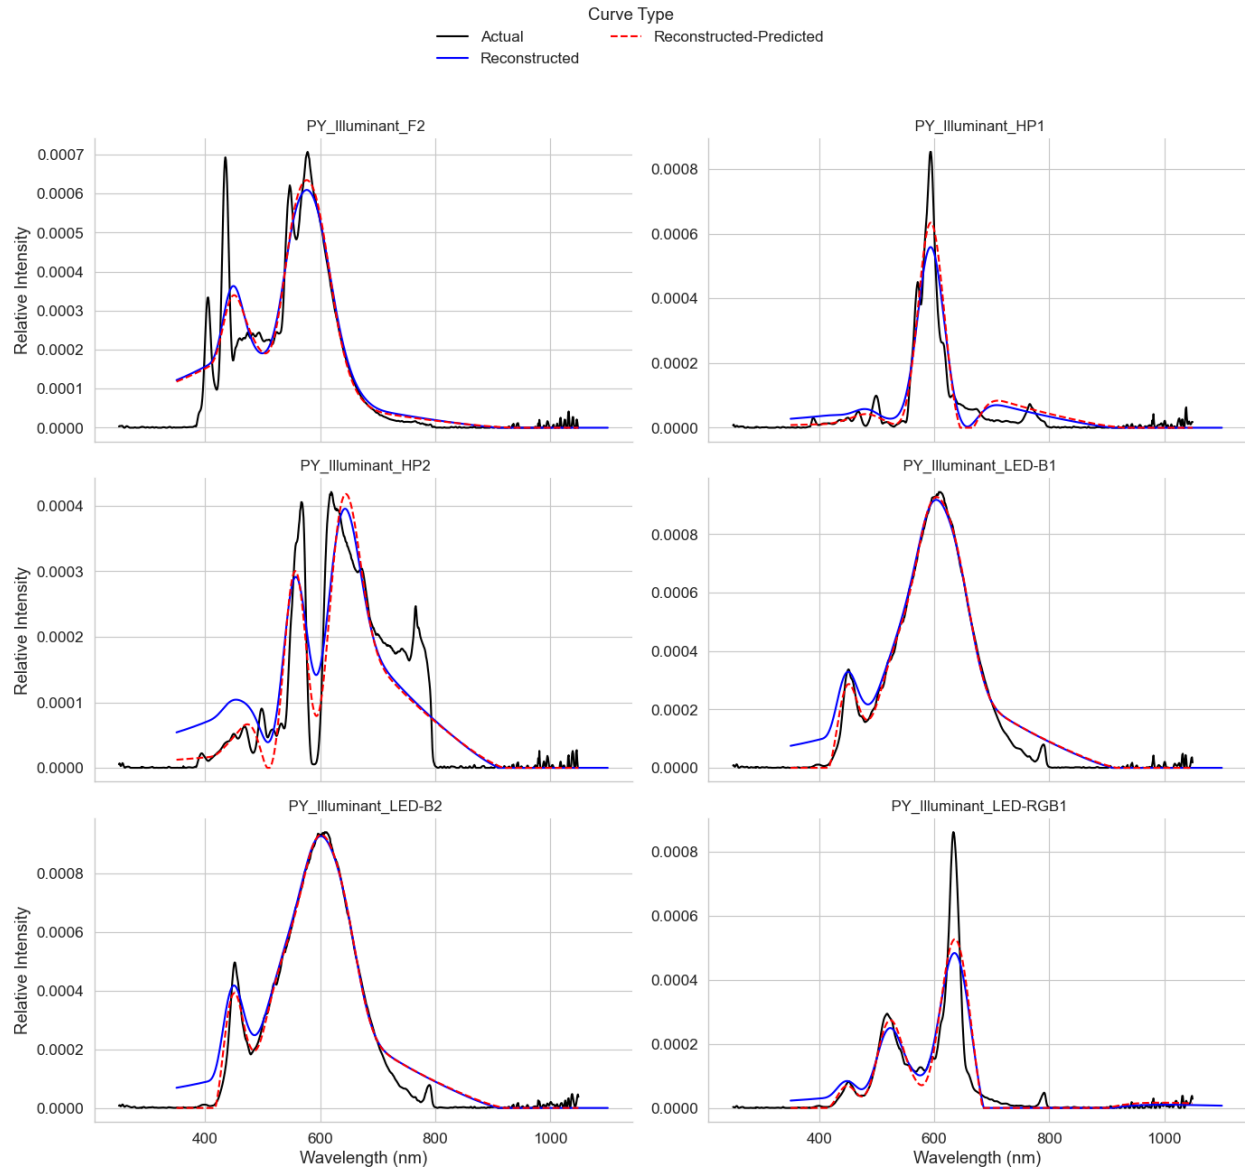 Curve Type
Actual
Reconstructed
Reconstructed-Predicted
PY_Illuminant_F2
0.0007
0.0006
0.0005
0.0004
0.0003
0.0002
0.0001
0.0000
Relative Intensity
PY_Illuminant_HP1
0.0008
0.0006
0.0004
0.0002
0.0000
PY_Illuminant_HP2
0.0004
0.0003
0.0002
0.0001
0.0000
Relative Intensity
PY_Illuminant_LED-B1
0.0008
0.0006
0.0004
0.0002
0.0000
PY_Illuminant_LED-B2
0.0008
0.0006
0.0004
0.0002
0.0000
Relative Intensity
400 600 800 1000
Wavelength (nm)
PY_Illuminant_LED-RGB1
0.0008
0.0006
0.0004
0.0002
0.0000
400 600 800 1000
Wavelength (nm)